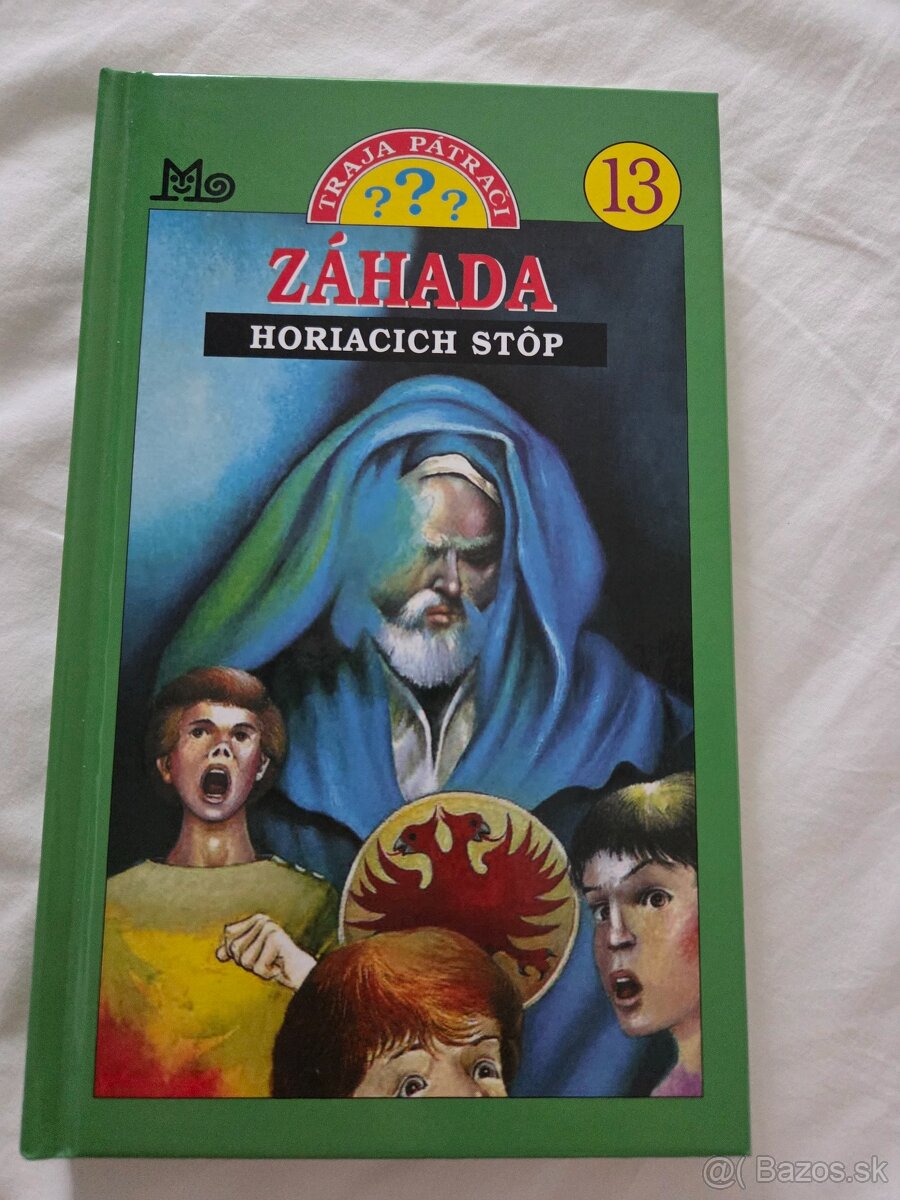 TRAJA PÁTRAČI
? ? ?
13
ZÁHADA
HORIACICH STÔP
@( Bazos.sk